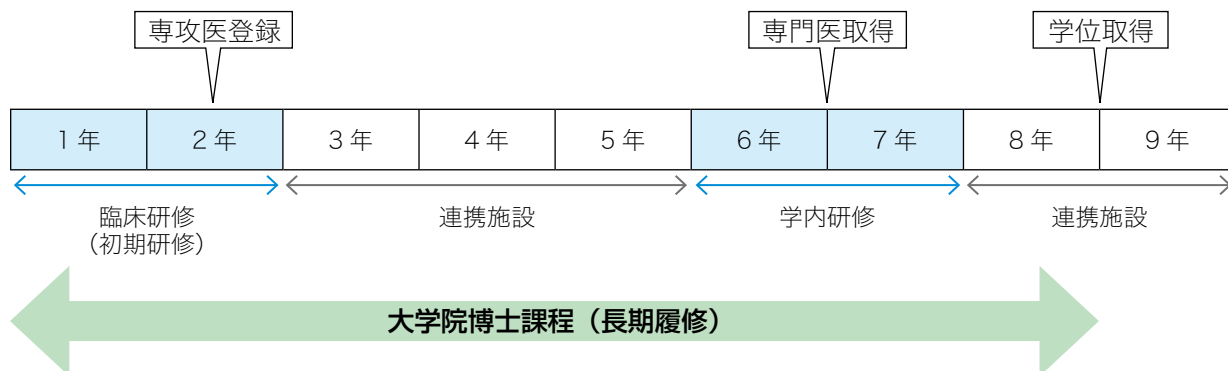 専攻医登録
専門医取得
学位取得
1 年
2 年
3 年
4 年
5 年
6 年
7 年
8 年
9 年
臨床研修
（初期研修）
連携施設
学内研修
連携施設
大学院博士課程（長期履修）